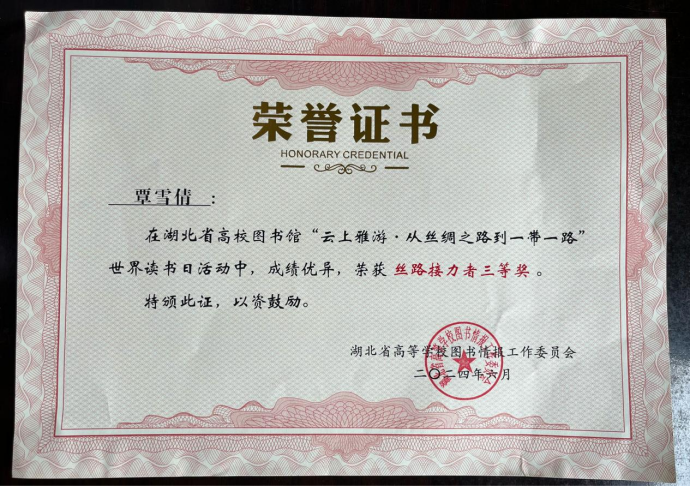 荣誉证书
HONORARY CREDENTIAL
覃雪倩：
在湖北省高校图书馆“云上雅游·从丝绸之路到一带一路”
世界读书日活动中，成绩优异，荣获 丝路接力者三等奖。
特颁此证，以资鼓励。
湖北省高等学校图书情报工作委员会
二〇二四年六月